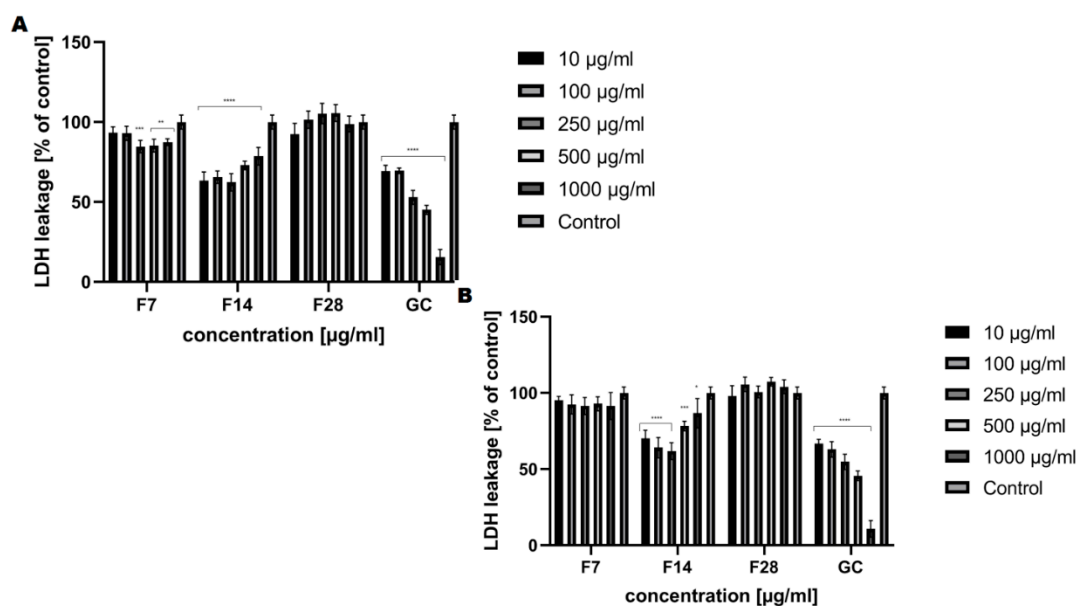 A
LDH leakage [% of control]
150
100
50
0
***
**
****
****
F7
F14
F28
GC
concentration [µg/ml]
10 µg/ml
100 µg/ml
250 µg/ml
500 µg/ml
1000 µg/ml
Control
B
LDH leakage [% of control]
150
100
50
0
****
***
*
****
F7
F14
F28
GC
concentration [µg/ml]
10 µg/ml
100 µg/ml
250 µg/ml
500 µg/ml
1000 µg/ml
Control